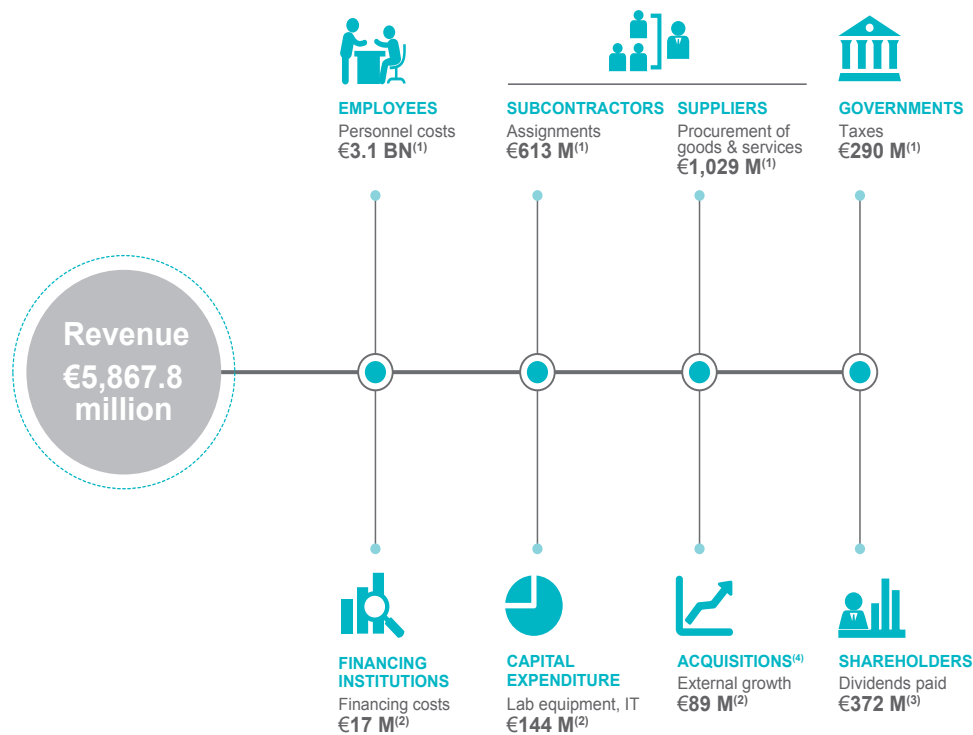 EMPLOYEES
Personnel costs
€3.1 BN(1)
SUBCONTRACTORS
Assignments
€613 M(1)
SUPPLIERS
Procurement of
goods & services
€1,029 M(1)
GOVERNMENTS
Taxes
€290 M(1)
Revenue
€5,867.8
million
FINANCING
INSTITUTIONS
Financing costs
€17 M(2)
CAPITAL
EXPENDITURE
Lab equipment, IT
€144 M(2)
ACQUISITIONS(4)
External growth
€89 M(2)
SHAREHOLDERS
Dividends paid
€372 M(3)